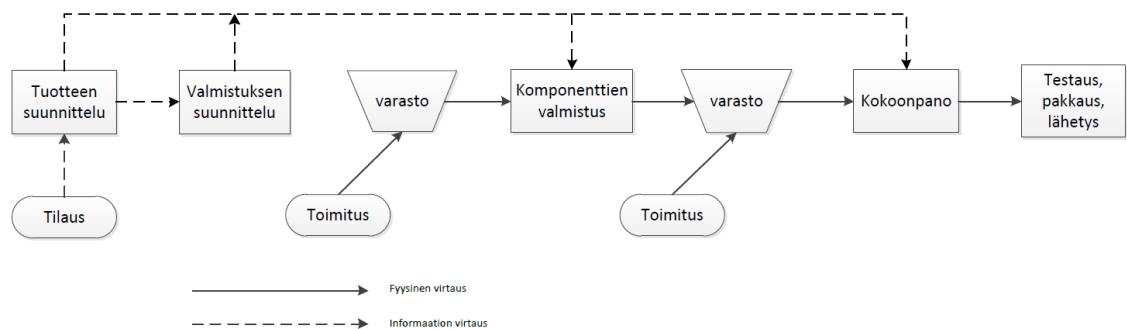 Tuotteen
suunnittelu
Valmistuksen
suunnittelu
varasto
Komponenttien
valmistus
varasto
Kokoonpano
Testaus,
pakkaus,
lähetys
Tilaus
Toimitus
Toimitus
Fyysinen virtaus
Informaation virtaus